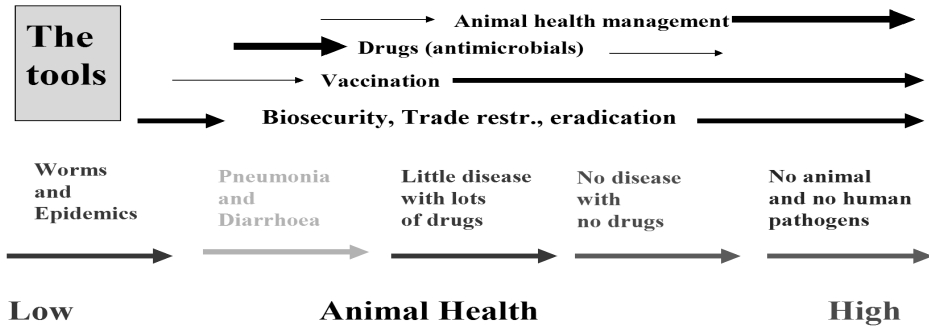 The
tools
Animal health management
Drugs (antimicrobials)
Vaccination
Biosecurity, Trade restr., eradication
Worms
and
Epidemics
Pneumonia
and
Diarrhoea
Little disease
with lots
of drugs
No disease
with
no drugs
No animal
and no human
pathogens
Low
Animal Health
High